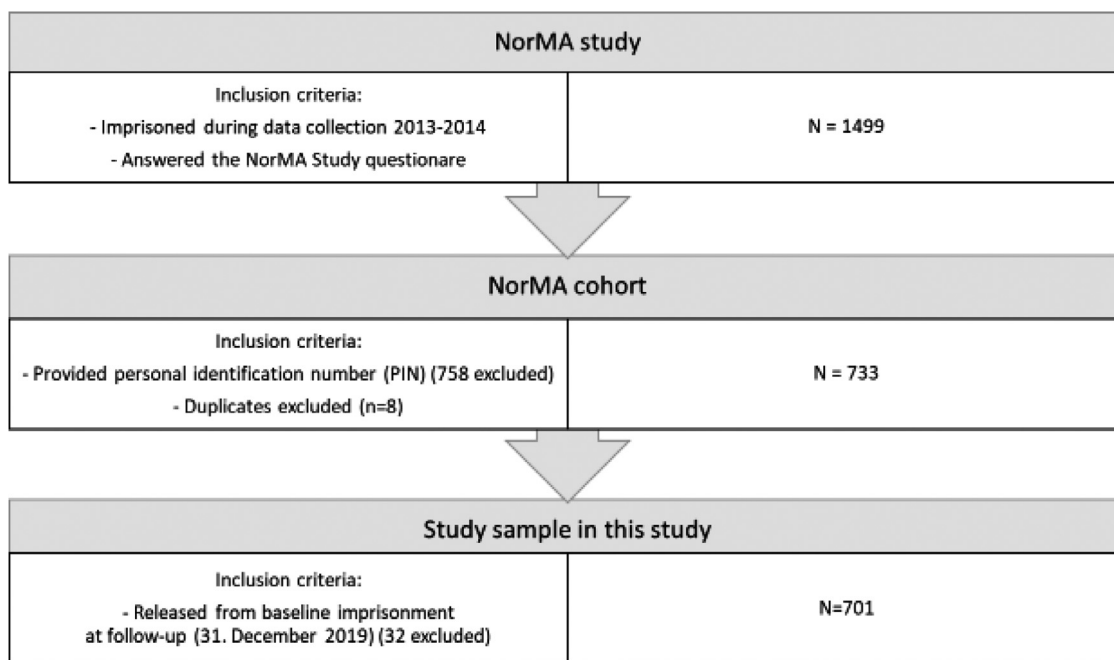 NorMA study
Inclusion criteria:
- Imprisoned during data collection 2013-2014
- Answered the NorMA Study questionare
N = 1499
NorMA cohort
Inclusion criteria:
- Provided personal identification number (PIN) (758 excluded)
- Duplicates excluded (n=8)
N = 733
Study sample in this study
Inclusion criteria:
- Released from baseline imprisonment
at follow-up (31. December 2019) (32 excluded)
N=701